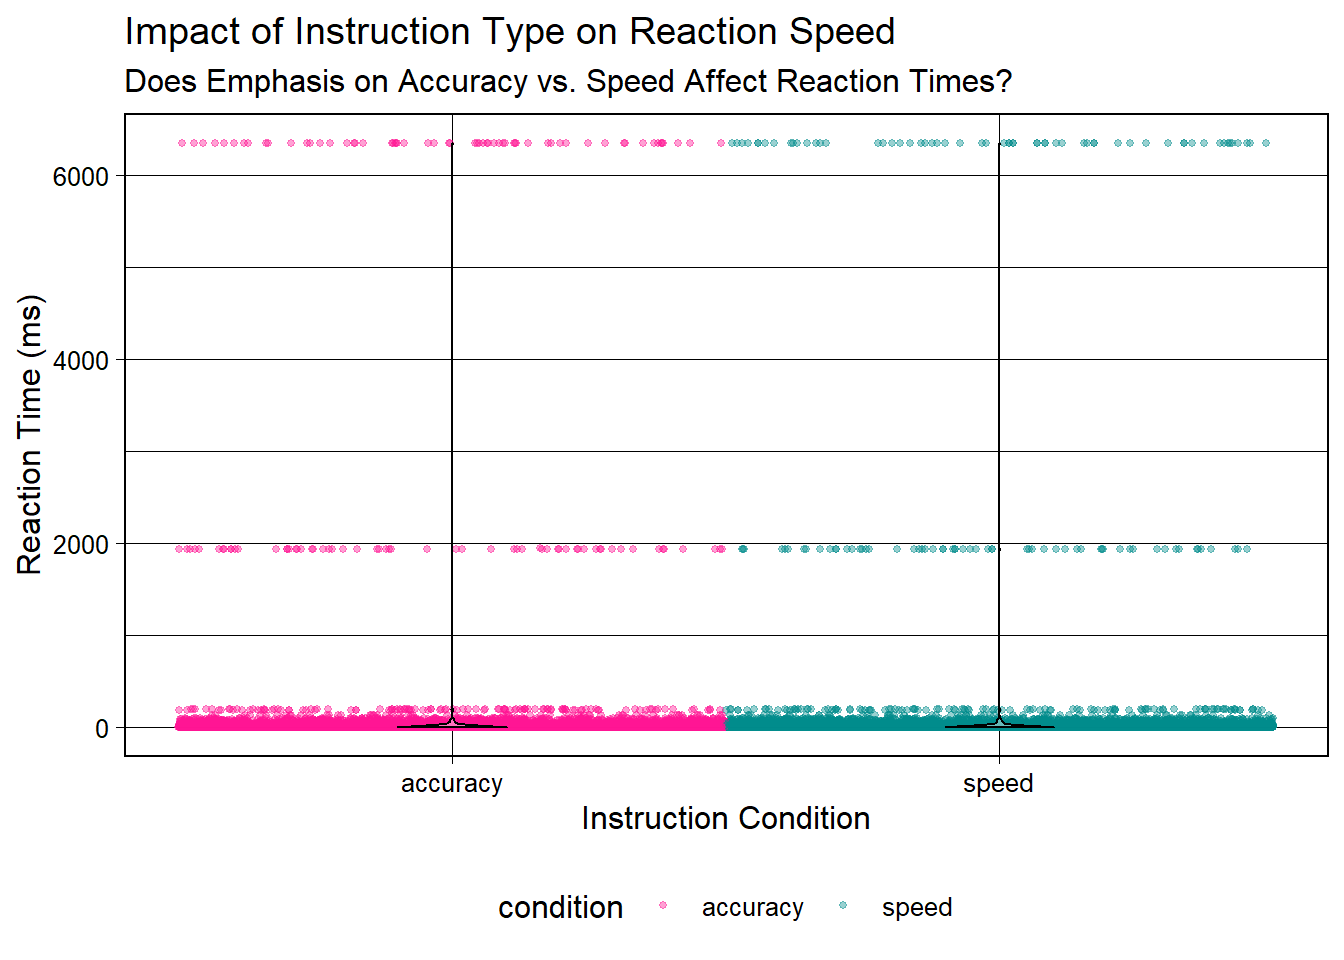 Impact of Instruction Type on Reaction Speed
Does Emphasis on Accuracy vs. Speed Affect Reaction Times?
Reaction Time (ms)
6000
4000
2000
0
accuracy speed
Instruction Condition
condition accuracy speed